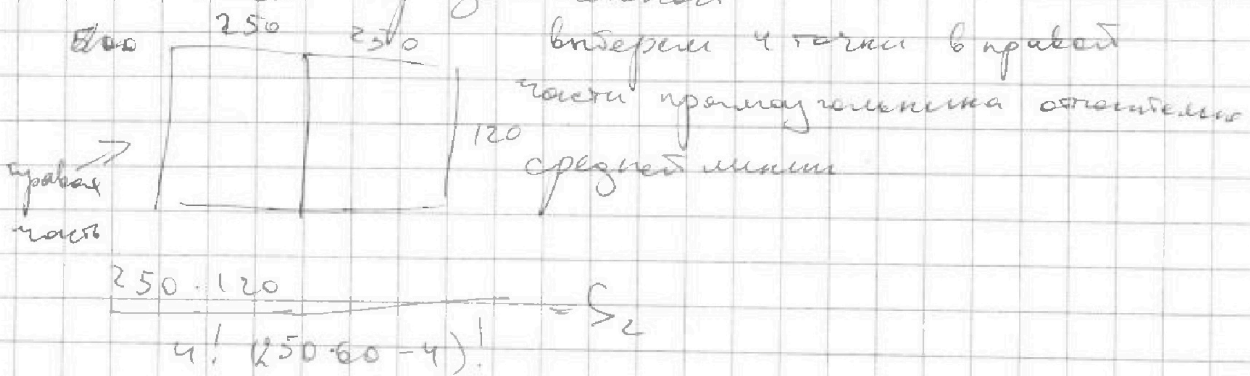 250 250
выберем 4 точки в правой
части прямоугольника относительно
120
средней линии
правая
часть
250·120
4! (250·60-4)! = S₂